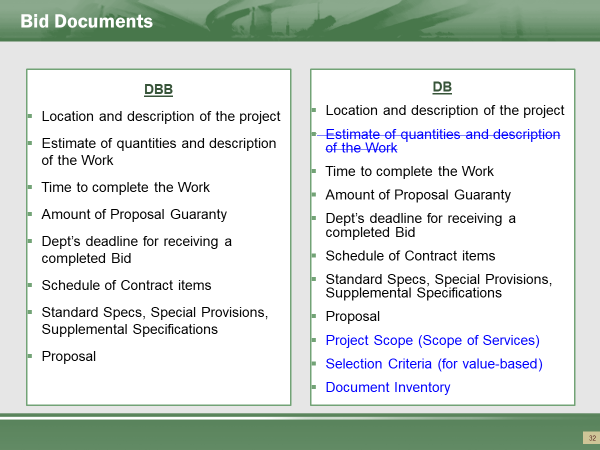 Bid Documents
DBB
Location and description of the project
Estimate of quantities and description
of the Work
Time to complete the Work
Amount of Proposal Guaranty
Dept's deadline for receiving a
completed Bid
Schedule of Contract items
Standard Specs, Special Provisions,
Supplemental Specifications
Proposal
DB
Location and description of the project
Estimate of quantities and description
of the Work
Time to complete the Work
Amount of Proposal Guaranty
Dept's deadline for receiving a
completed Bid
Schedule of Contract items
Standard Specs, Special Provisions,
Supplemental Specifications
Proposal
Project Scope (Scope of Services)
Selection Criteria (for value-based)
Document Inventory
32